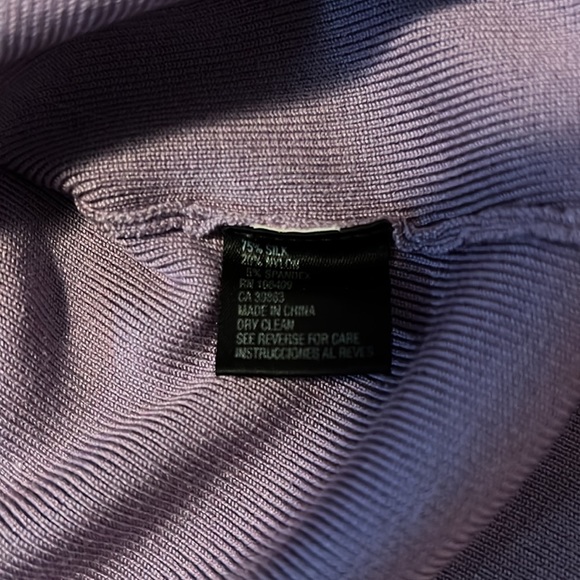 75% SILK
20% NYLON
5% SPANDEX
RN
CA
MADE IN CHINA
DRY CLEAN
SEE REVERSE FOR CARE
INSTRUCCIONES AL REVES